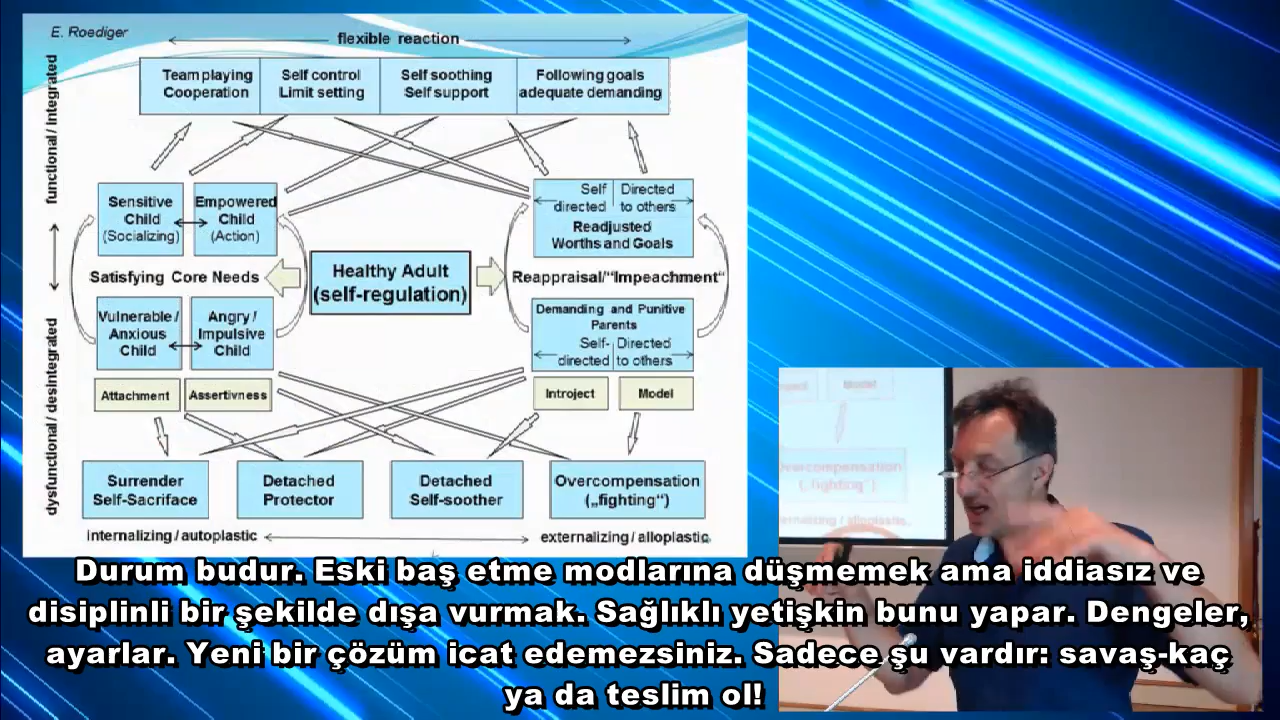 E. Roediger
flexible reaction
functional / integrated
Team playing
Cooperation
Self control
Limit setting
Self soothing
Self support
Following goals
adequate demanding
Sensitive
Child
(Socializing)
Empowered
Child
(Action)
Self
directed
Directed
to others
Readjusted
Worths and Goals
Satisfying Core Needs
Healthy Adult
(self-regulation)
Reappraisal/"Impeachment"
dysfunctional / desintegrated
Vulnerable /
Anxious
Child
Angry /
Impulsive
Child
Demanding and Punitive
Parents
Self-
directed
Directed
to others
Attachment
Assertivness
Introject
Model
Surrender
Self-Sacriface
Detached
Protector
Detached
Self-soother
Overcompensation
(„fighting“)
internalizing / autoplastic
externalizing / alloplastic
Model
Overcompensation
(„fighting“)
Durum budur. Eski baş etme modlarına düşmemek ama iddiasız ve
disiplinli bir şekilde dışa vurmak. Sağlıklı yetişkin bunu yapar. Dengeler,
ayarlar. Yeni bir çözüm icat edemezsiniz. Sadece şu vardır: savaş-kaç
ya da teslim ol!